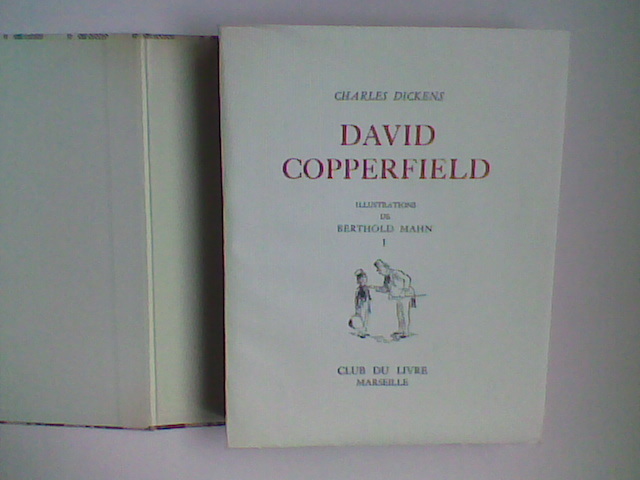 CHARLES DICKENS
DAVID
COPPERFIELD
ILLUSTRATIONS
DE
BERTHOLD MAHN
I
CLUB DU LIVRE
MARSEILLE